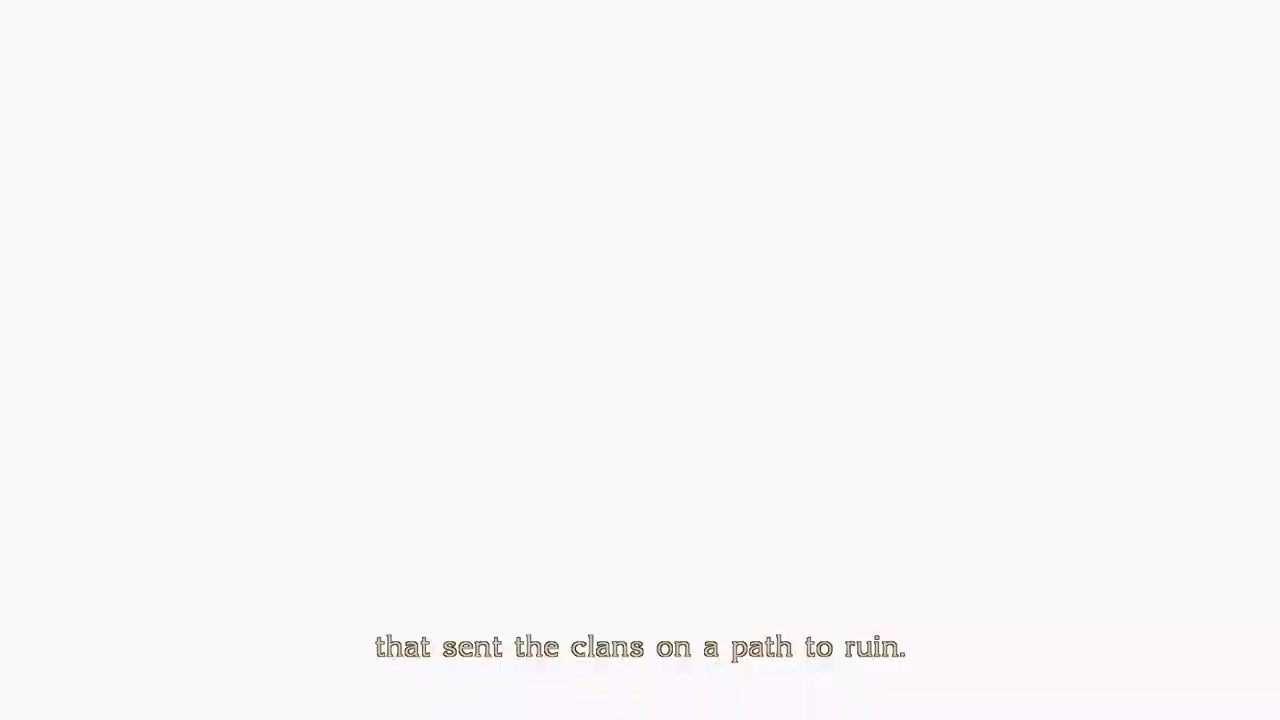 that sent the clans on a path to ruin.